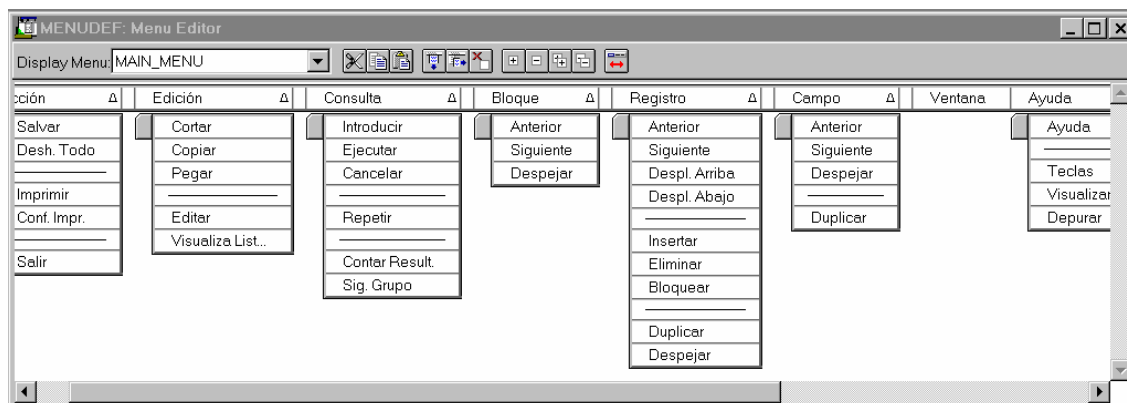 MENUDEF: Menu Editor
Display Menu: MAIN_MENU
cción Edición Consulta Bloque Registro Campo Ventana Ayuda
Salvar Cortar Introducir Anterior Anterior Anterior Ayuda
Desh. Todo Copiar Ejecutar Siguiente Siguiente Siguiente
Pegar Cancelar Despejar Despl. Arriba Despejar Teclas
Imprimir Despl. Abajo Visualizar
Conf. Impr. Editar Repetir Duplicar Depurar
Visualiza List... Insertar
Salir Contar Result. Eliminar
Sig. Grupo Bloquear
Duplicar
Despejar